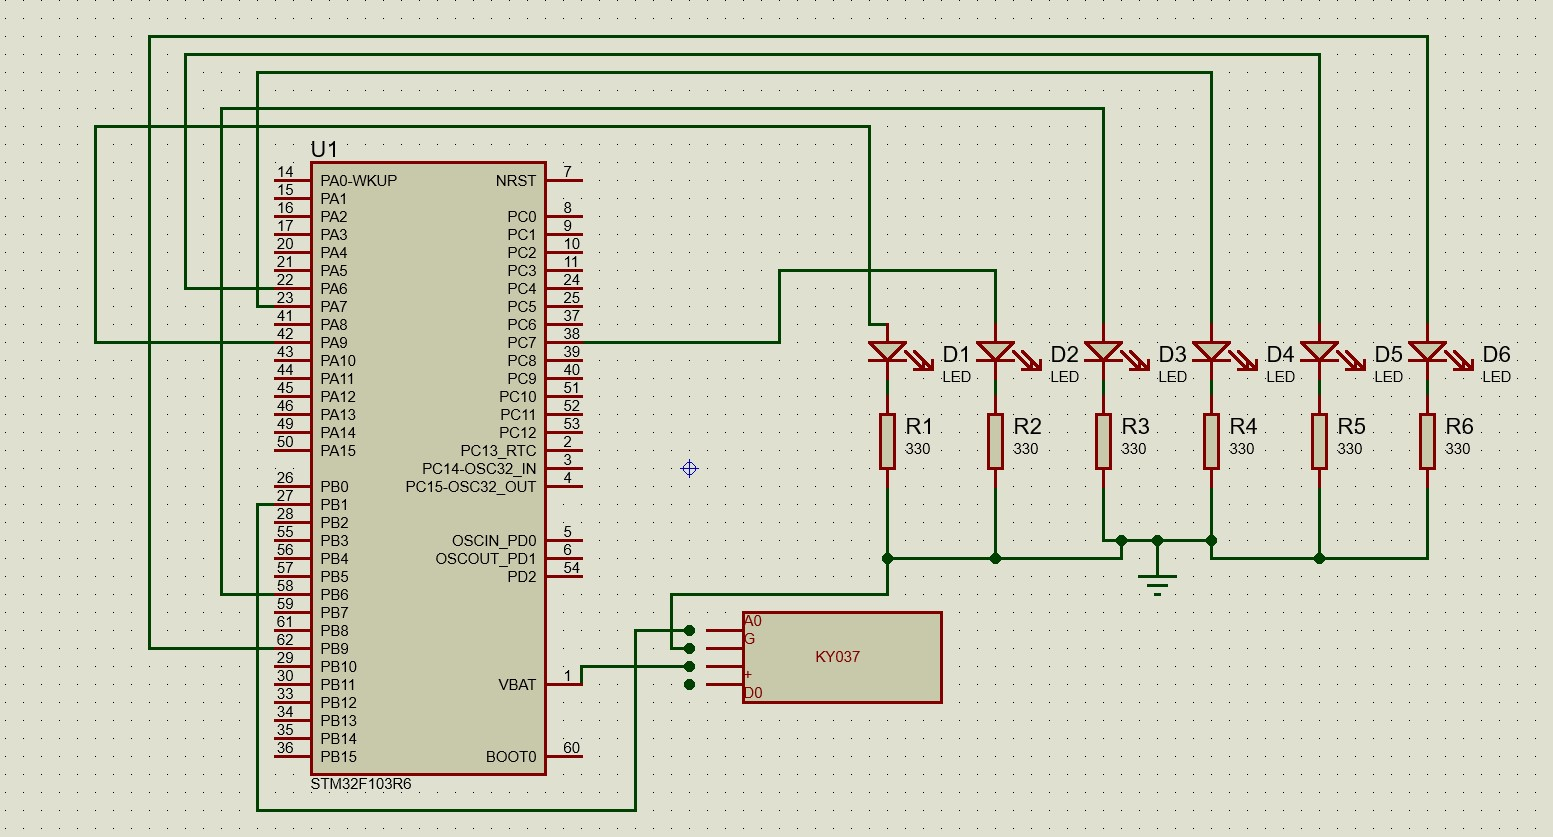 U1
14 PA0-WKUP NRST 7
15 PA1
16 PA2 PC0 8
17 PA3 PC1 9
20 PA4 PC2 10
21 PA5 PC3 11
22 PA6 PC4 24
23 PA7 PC5 25
41 PA8 PC6 37
42 PA9 PC7 38
43 PA10 PC8 39
44 PA11 PC9 40
45 PA12 PC10 51
46 PA13 PC11 52
49 PA14 PC12 53
50 PA15 PC13_RTC 2
PC14-OSC32_IN 3
26 PB0 PC15-OSC32_OUT 4
27 PB1
28 PB2
55 PB3 OSCIN_PD0 5
56 PB4 OSCOUT_PD1 6
57 PB5 PD2 54
58 PB6
59 PB7
61 PB8
62 PB9
29 PB10
30 PB11 VBAT 1
33 PB12
34 PB13
35 PB14
36 PB15 BOOT0 60
STM32F103R6
D1 D2 D3 D4 D5 D6
LED LED LED LED LED LED
R1 R2 R3 R4 R5 R6
330 330 330 330 330 330
A0
G
KY037
+
D0